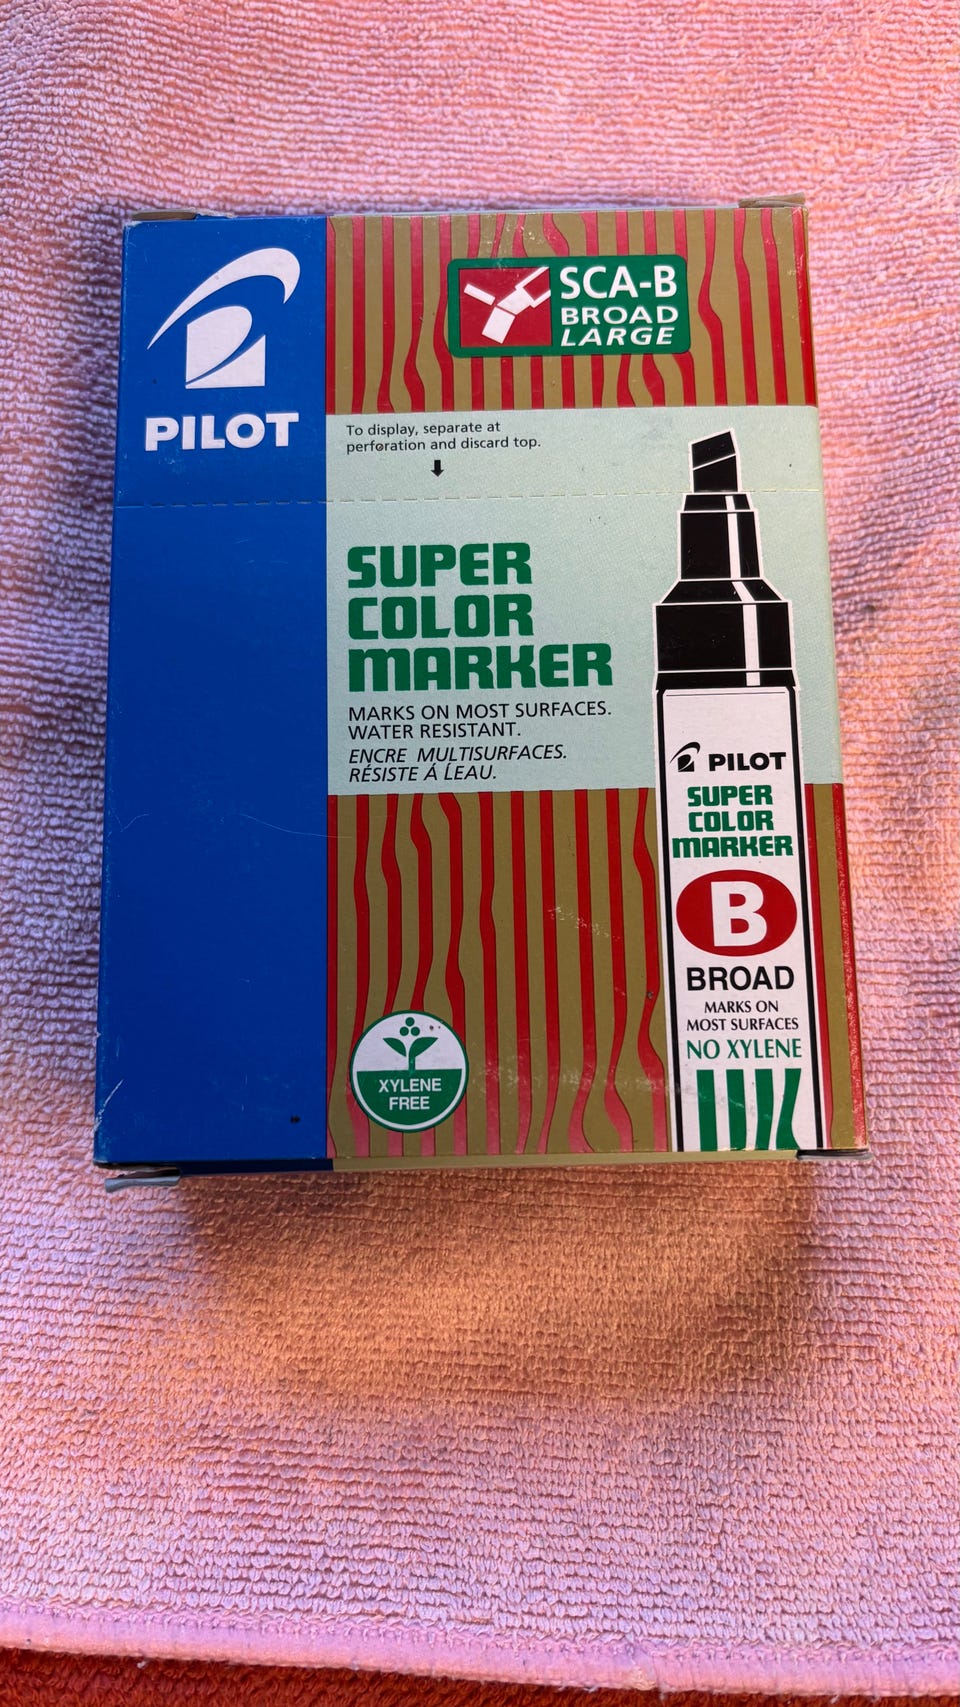 PILOT
SCA-B
BROAD
LARGE
To display, separate at
perforation and discard top.
SUPER
COLOR
MARKER
MARKS ON MOST SURFACES.
WATER RESISTANT.
ENCRE MULTISURFACES.
RÉSISTE Á ĹEAU.
XYLENE
FREE
PILOT
SUPER
COLOR
MARKER
B
BROAD
MARKS ON
MOST SURFACES
NO XYLENE